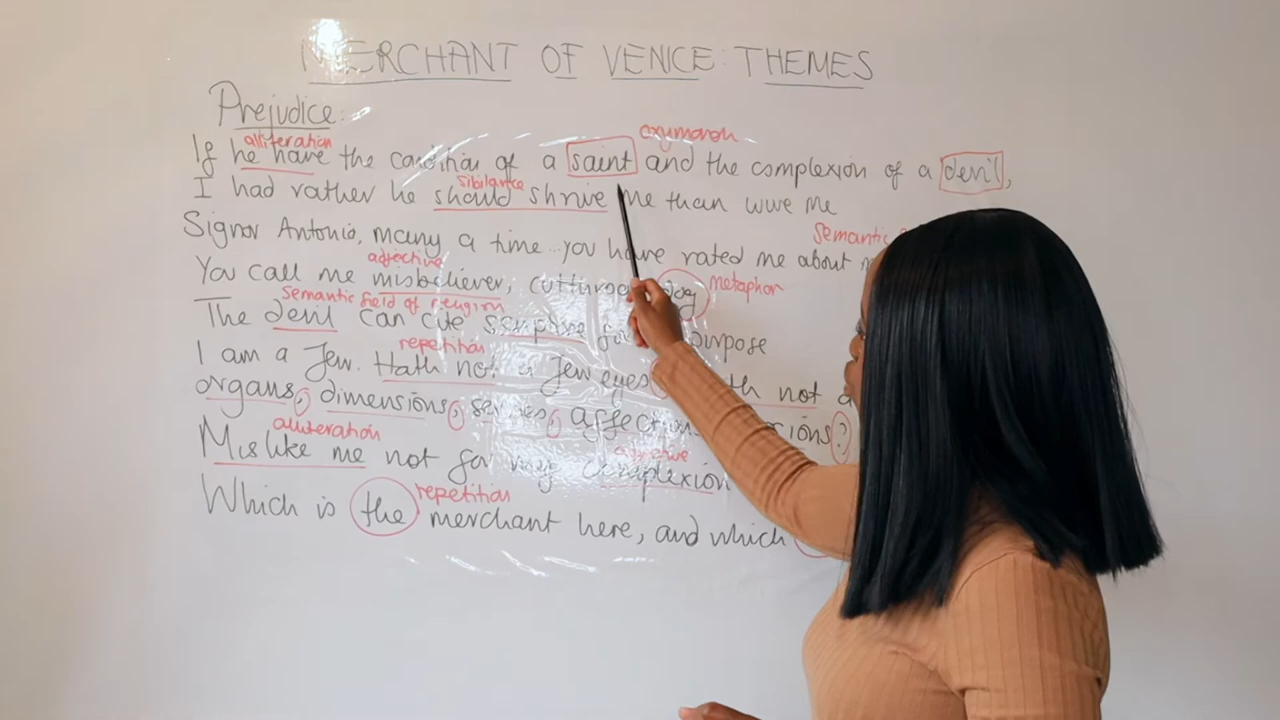 MERCHANT OF VENICE: THEMES
Prejudice:
alliteration
oxymoron
If he have the condition of a saint and the complexion of a devil,
sibilance
I had rather he should shrive me than wive me
Signor Antonio, many a time...you have rated me about
Semantic
adjective
metaphor
You call me misbeliever, cutthroat dog
Semantic field of religion
The devil can cite scripture for purpose
repetition
I am a Jew. Hath not a Jew eyes not
organs, dimensions, senses,
alliteration
adjective
Mislike me not for my complexion
repetition
Which is the merchant here, and which